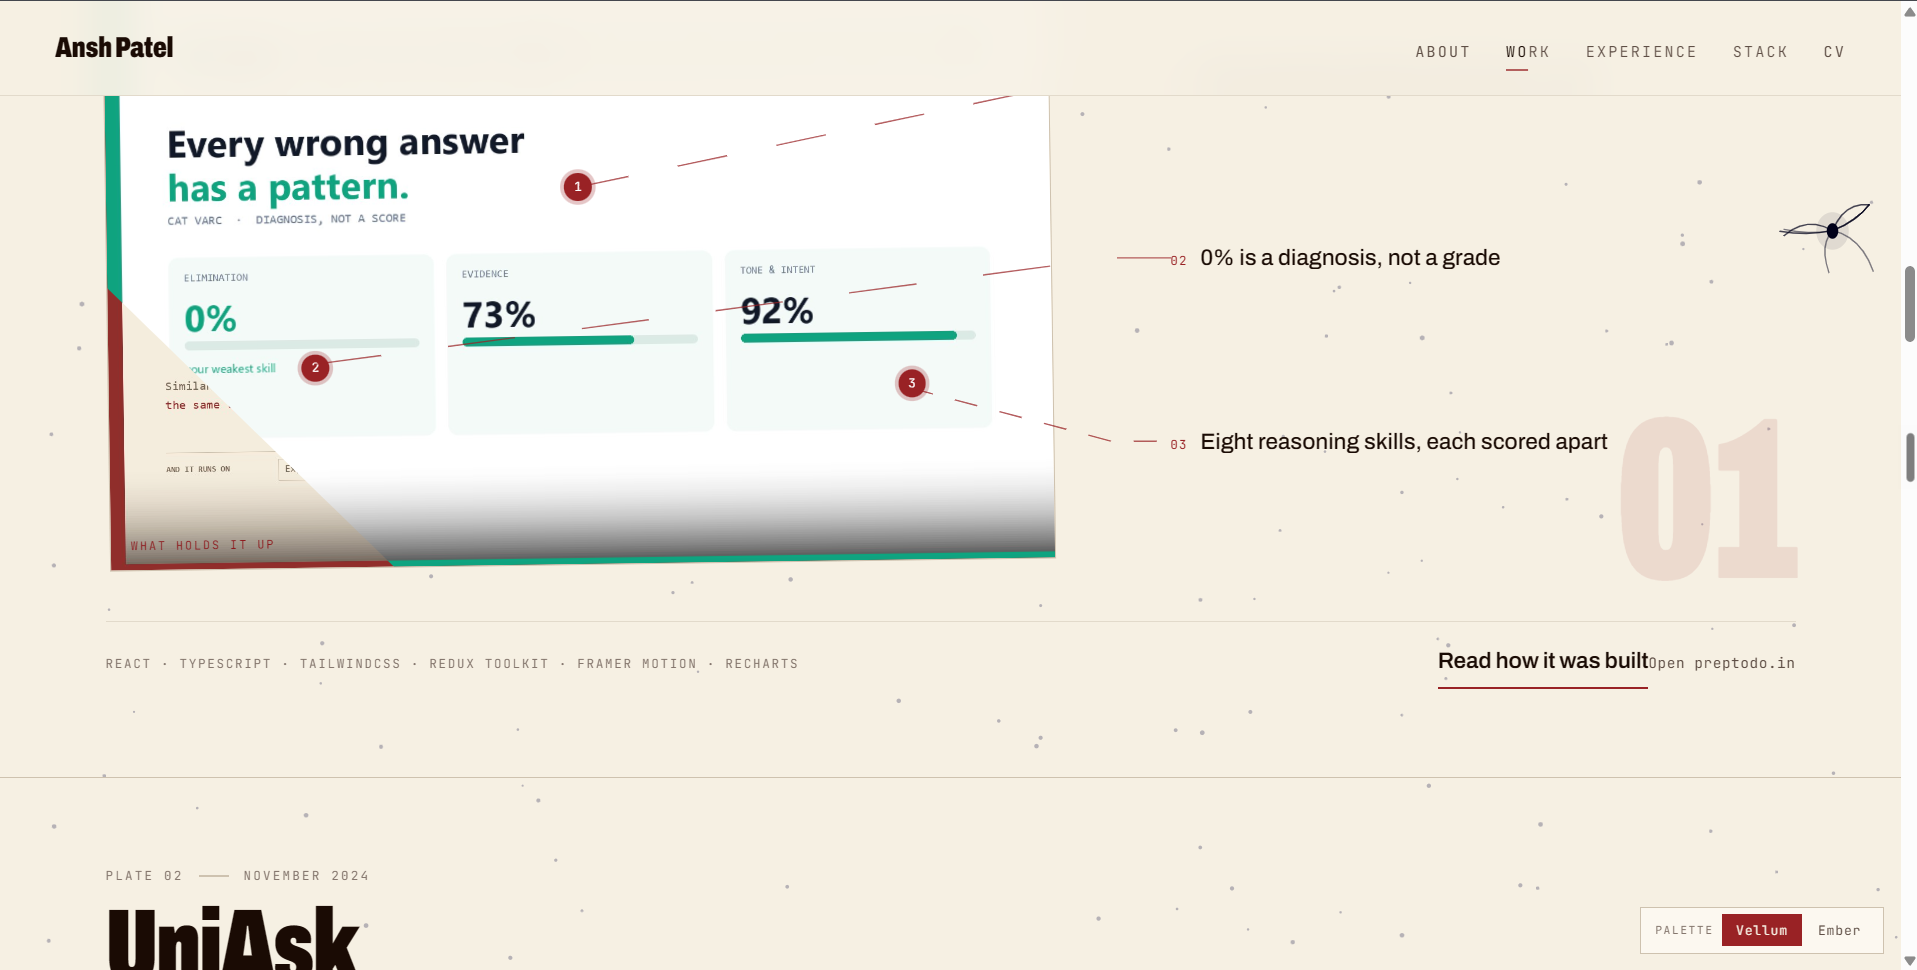 Ansh Patel
ABOUT WORK EXPERIENCE STACK CV
Every wrong answer
has a pattern.
CAT VARC · DIAGNOSIS, NOT A SCORE
1
ELIMINATION
0%
our weakest skill
2
EVIDENCE
73%
TONE & INTENT
92%
3
the same
AND IT RUNS ON
WHAT HOLDS IT UP
02 0% is a diagnosis, not a grade
03 Eight reasoning skills, each scored apart
01
REACT · TYPESCRIPT · TAILWINDCSS · REDUX TOOLKIT · FRAMER MOTION · RECHARTS
Read how it was built
Open preptodo.in
PLATE 02 — NOVEMBER 2024
UniAsk
PALETTE Vellum Ember